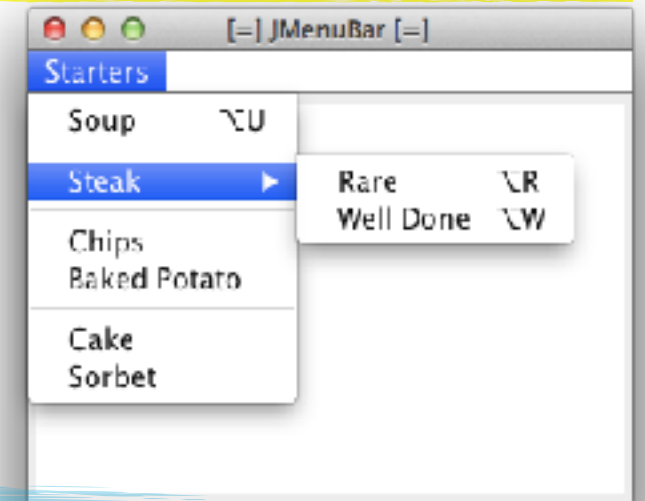 [=] JMenuBar [=]
Starters
Soup ⌥U
Steak ▶
Rare ⌥R
Well Done ⌥W
Chips
Baked Potato
Cake
Sorbet